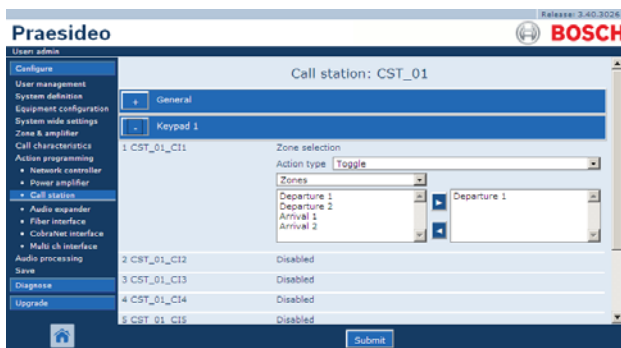 Release: 3.40.3026
Praesideo
BOSCH
User: admin
Configure
User management
System definition
Equipment configuration
System wide settings
Zone & amplifier
Call characteristics
Action programming
• Network controller
• Power amplifier
• Call station
• Audio expander
• Fiber interface
• CobraNet interface
• Multi ch interface
Audio processing
Save
Diagnose
Upgrade
Call station: CST_01
+ General
- Keypad 1
1 CST_01_CI1 Zone selection
Action type Toggle
Zones
Departure 1
Departure 2
Arrival 1
Arrival 2
Departure 1
2 CST_01_CI2 Disabled
3 CST_01_CI3 Disabled
4 CST_01_CI4 Disabled
5 CST_01_CI5 Disabled
Submit